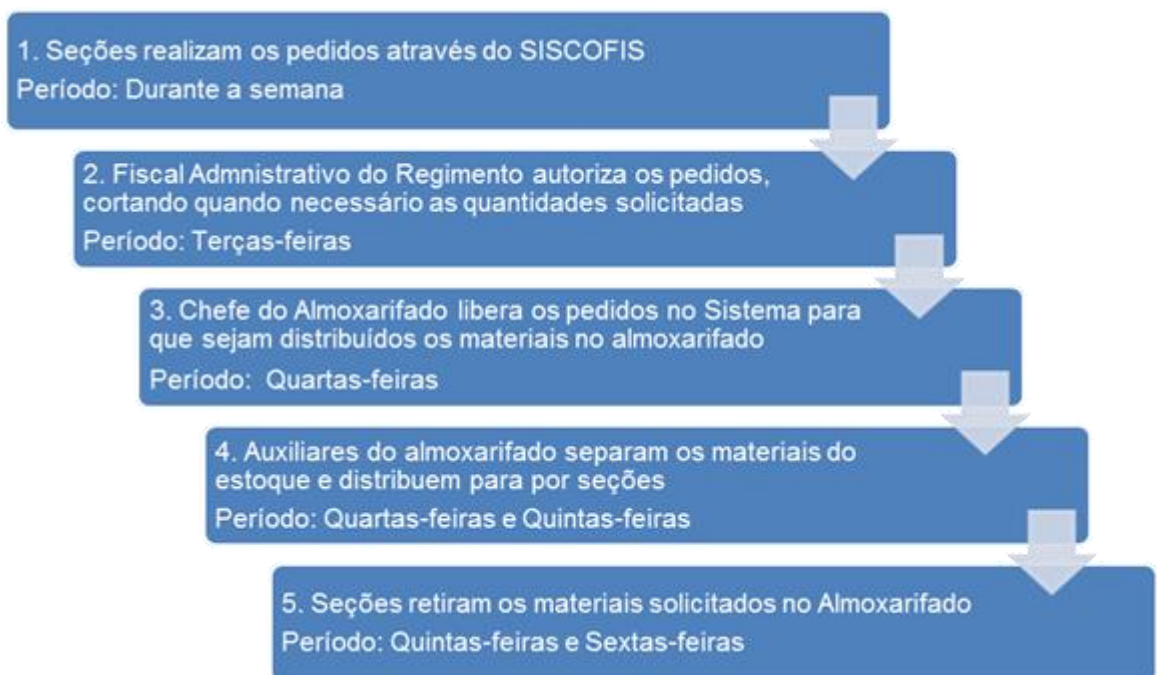 1. Seções realizam os pedidos através do SISCOFIS
Período: Durante a semana
2. Fiscal Admnistrativo do Regimento autoriza os pedidos,
cortando quando necessário as quantidades solicitadas
Período: Terças-feiras
3. Chefe do Almoxarifado libera os pedidos no Sistema para
que sejam distribuídos os materiais no almoxarifado
Período: Quartas-feiras
4. Auxiliares do almoxarifado separam os materiais do
estoque e distribuem para por seções
Período: Quartas-feiras e Quintas-feiras
5. Seções retiram os materiais solicitados no Almoxarifado
Período: Quintas-feiras e Sextas-feiras